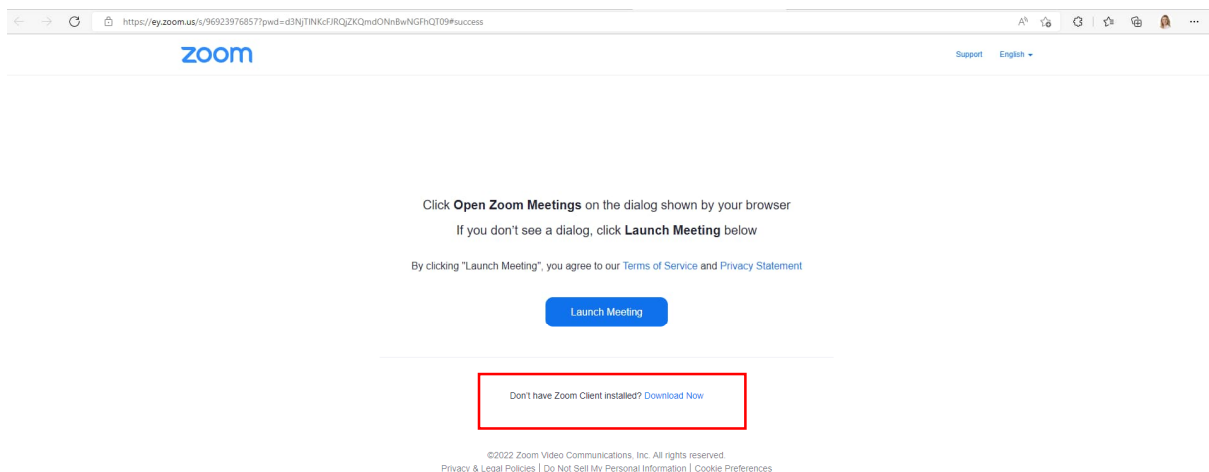 https://ey.zoom.us/s/96923976857?pwd=d3NjTlNKcFJRQjZKQmdONnBwNGFhQT09#success
zoom
Support English
Click Open Zoom Meetings on the dialog shown by your browser
If you don't see a dialog, click Launch Meeting below
By clicking "Launch Meeting", you agree to our Terms of Service and Privacy Statement
Launch Meeting
Don't have Zoom Client installed? Download Now
©2022 Zoom Video Communications, Inc. All rights reserved.
Privacy & Legal Policies | Do Not Sell My Personal Information | Cookie Preferences